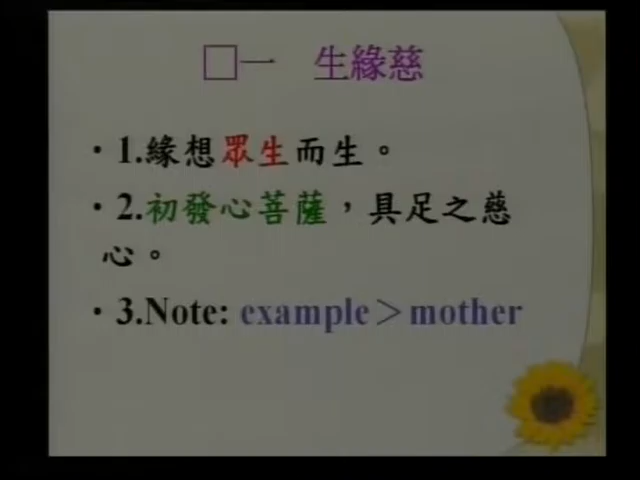 □一　生緣慈
• 1.緣想眾生而生。
• 2.初發心菩薩，具足之慈
心。
• 3.Note: example＞mother